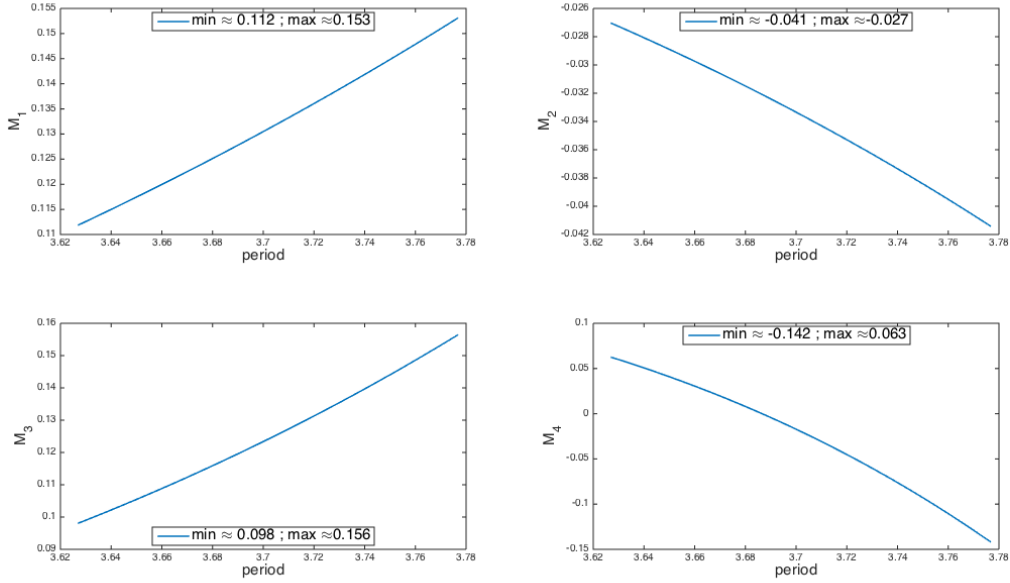 min ≈ 0.112 ; max ≈0.153
0.155
0.15
0.145
0.14
0.135
0.13
0.125
0.12
0.115
0.11
M1
3.62 3.64 3.66 3.68 3.7 3.72 3.74 3.76 3.78
period
min ≈ -0.041 ; max ≈-0.027
-0.026
-0.028
-0.03
-0.032
-0.034
-0.036
-0.038
-0.04
-0.042
M2
3.62 3.64 3.66 3.68 3.7 3.72 3.74 3.76 3.78
period
0.16
0.15
0.14
0.13
0.12
0.11
0.1
0.09
M3
min ≈ 0.098 ; max ≈0.156
3.62 3.64 3.66 3.68 3.7 3.72 3.74 3.76 3.78
period
min ≈ -0.142 ; max ≈0.063
0.1
0.05
0
-0.05
-0.1
-0.15
M4
3.62 3.64 3.66 3.68 3.7 3.72 3.74 3.76 3.78
period